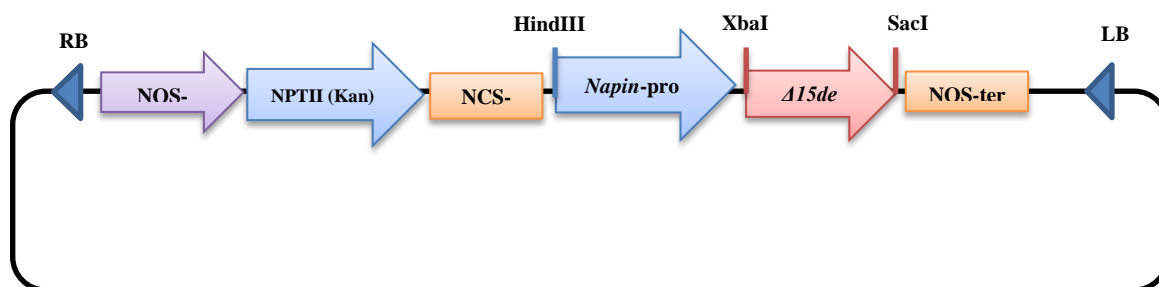 HindIII XbaI SacI
RB LB
NOS- NPTII (Kan) NCS- Napin-pro Δ15de NOS-ter